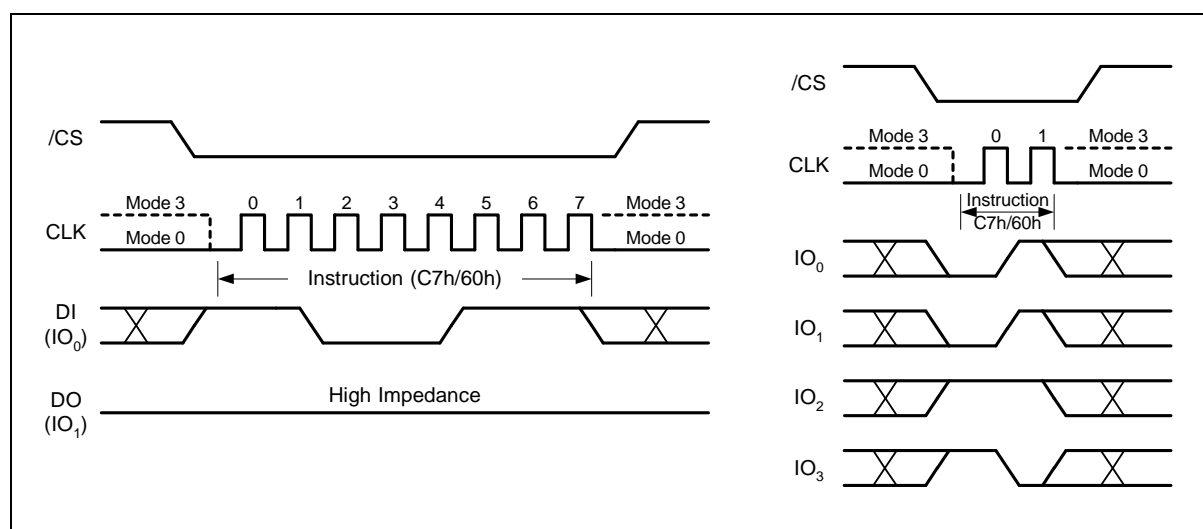 /CS
Mode 3
0 1 2 3 4 5 6 7
Mode 3
CLK
Mode 0
Mode 0
Instruction (C7h/60h)
DI
(IO0)
High Impedance
DO
(IO1)
/CS
Mode 3
0 1
Mode 3
CLK
Mode 0
Mode 0
Instruction
C7h/60h
IO0
IO1
IO2
IO3